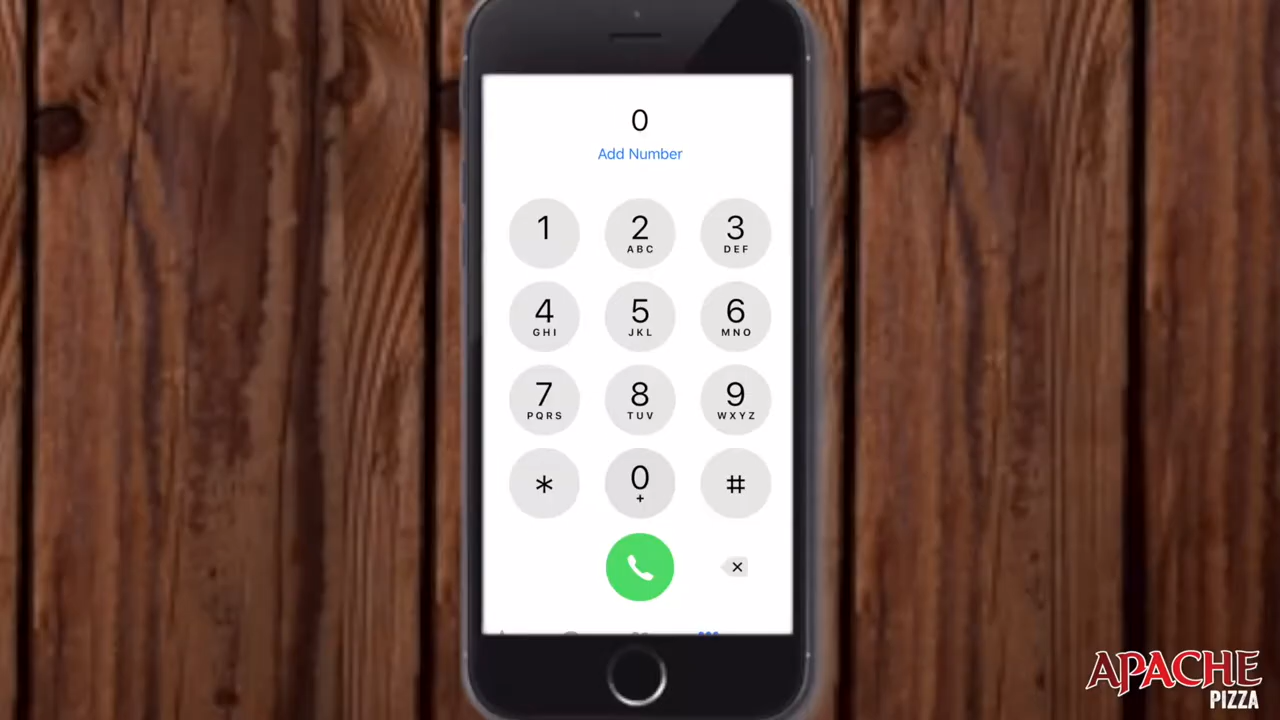 0
Add Number
1
2
ABC
3
DEF
4
GHI
5
JKL
6
MNO
7
PQRS
8
TUV
9
WXYZ
*
0
+
#
APACHE
PIZZA